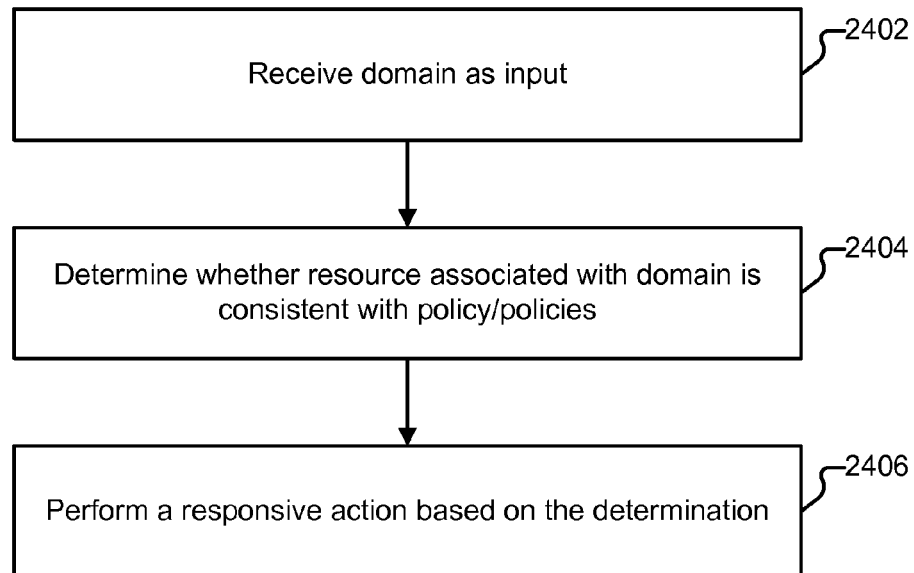 2402
Receive domain as input
2404
Determine whether resource associated with domain is
consistent with policy/policies
2406
Perform a responsive action based on the determination